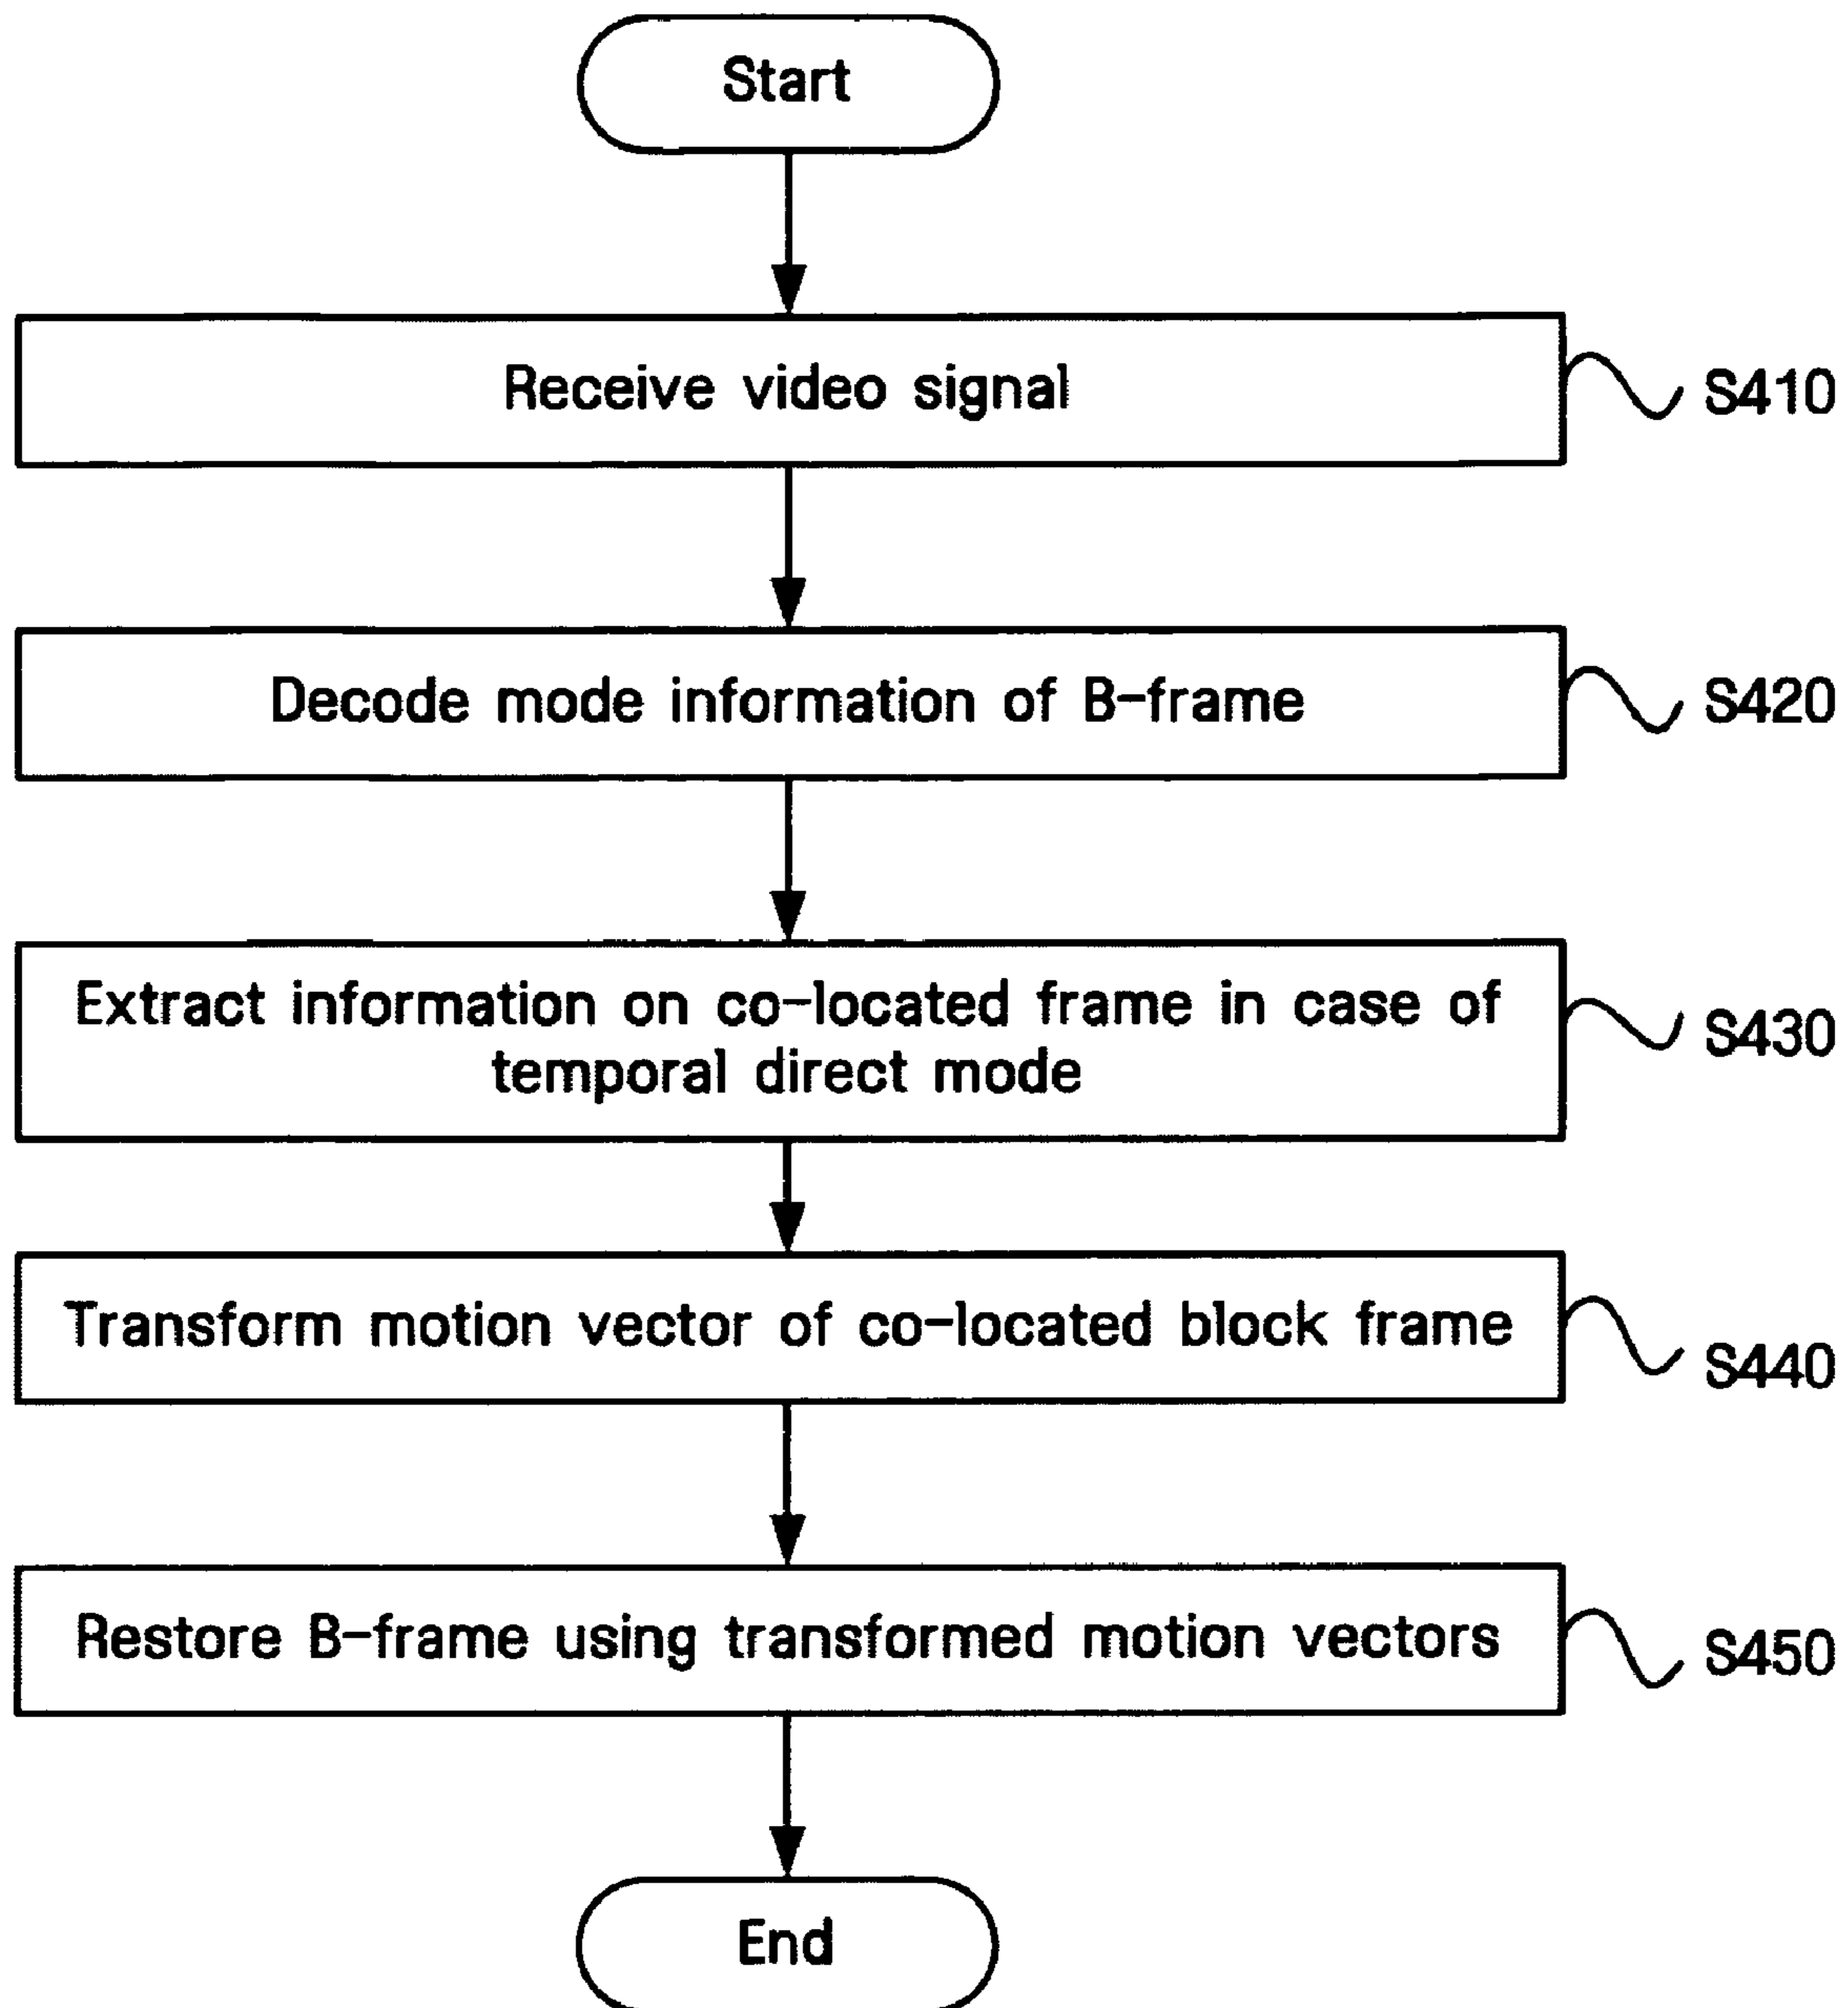 Start
Receive video signal
S410
Decode mode information of B-frame
S420
Extract information on co-located frame in case of
temporal direct mode
S430
Transform motion vector of co-located block frame
S440
Restore B-frame using transformed motion vectors
S450
End